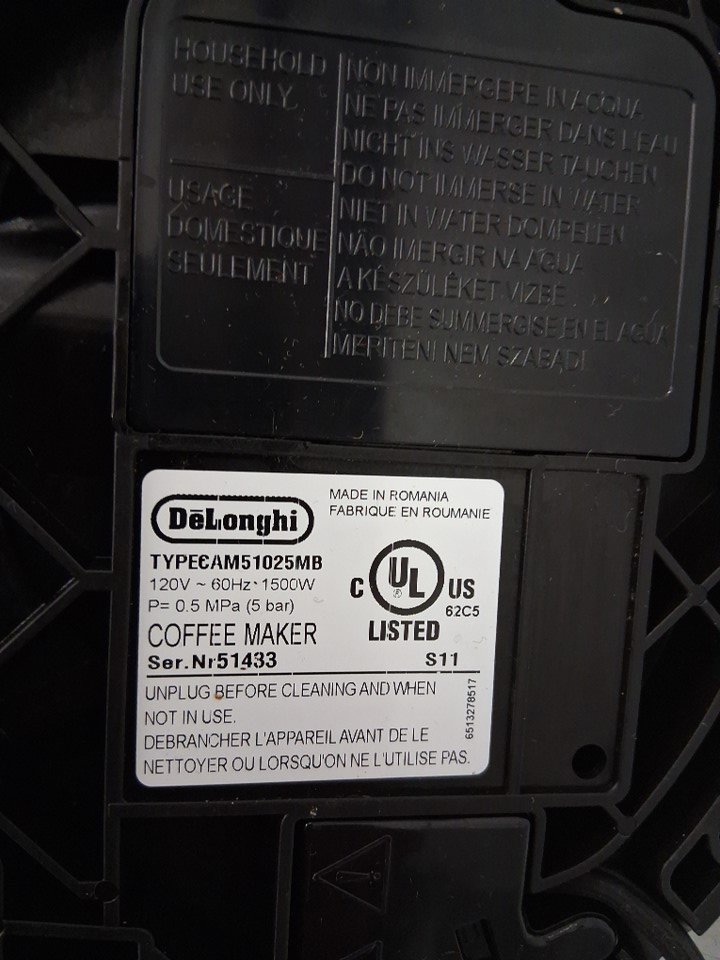 HOUSEHOLD
USE ONLY
USAGE
DOMESTIQUE
SEULEMENT
NON IMMERGERE IN ACQUA
NE PAS IMMERGER DANS L'EAU
NICHT INS WASSER TAUCHEN
DO NOT IMMERSE IN WATER
NIET IN WATER DOMPELEN
NÃO IMERGIR NA AGUA
A KÉSZÜLÉKET VIZBE
NO DEBE SUMMERGISE EN EL AGUA
MERITENI NEM SZABAD!
DeLonghi
MADE IN ROMANIA
FABRIQUE EN ROUMANIE
TYPECAM51025MB
120V ~ 60Hz· 1500W
P= 0.5 MPa (5 bar)
COFFEE MAKER
Ser.Nr51433
S11
C UL US
®
62C5
LISTED
UNPLUG BEFORE CLEANING AND WHEN
NOT IN USE.
DEBRANCHER L'APPAREIL AVANT DE LE
NETTOYER OU LORSQU'ON NE L'UTILISE PAS.
6513278517